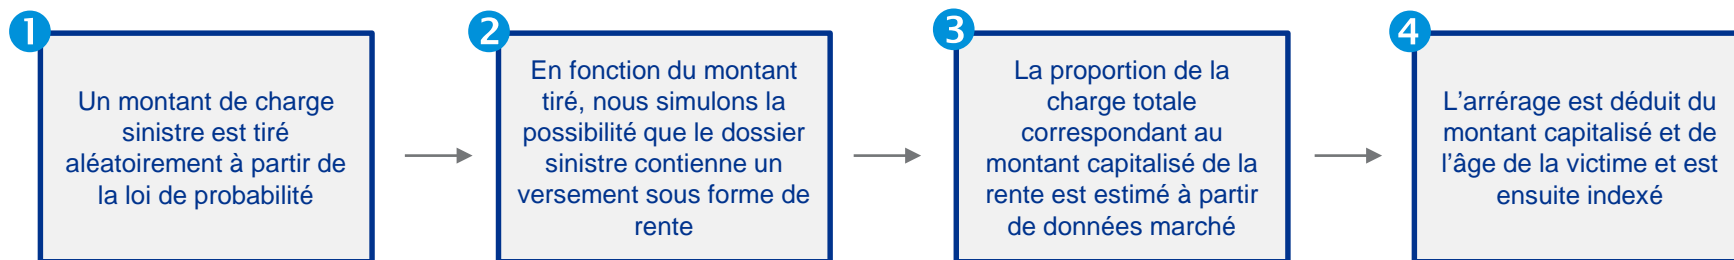 1
Un montant de charge
sinistre est tiré
aléatoirement à partir de
la loi de probabilité
2
En fonction du montant
tiré, nous simulons la
possibilité que le dossier
sinistre contienne un
versement sous forme de
rente
3
La proportion de la
charge totale
correspondant au
montant capitalisé de la
rente est estimé à partir
de données marché
4
L'arrérage est déduit du
montant capitalisé et de
l'âge de la victime et est
ensuite indexé